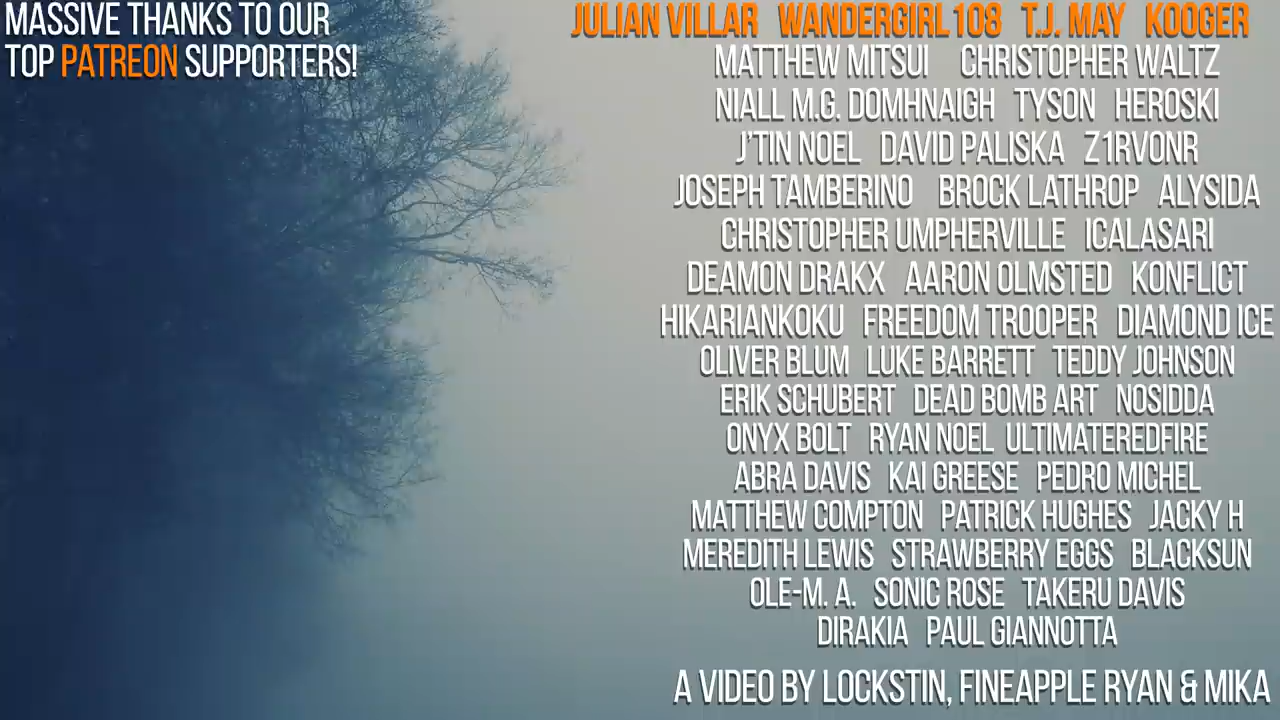 MASSIVE THANKS TO OUR
TOP PATREON SUPPORTERS!
JULIAN VILLAR WANDERGIRL108 T.J. MAY KOOGER
MATTHEW MITSUI CHRISTOPHER WALTZ
NIALL M.G. DOMHNAIGH TYSON HEROSKI
J'TIN NOEL DAVID PALISKA Z1RVONR
JOSEPH TAMBERINO BROCK LATHROP ALYSIDA
CHRISTOPHER UMPHERVILLE ICALASARI
DEAMON DRAKX AARON OLMSTED KONFLICT
HIKARIANKOKU FREEDOM TROOPER DIAMOND ICE
OLIVER BLUM LUKE BARRETT TEDDY JOHNSON
ERIK SCHUBERT DEAD BOMB ART NOSIDDA
ONYX BOLT RYAN NOEL ULTIMATEREDFIRE
ABRA DAVIS KAI GREESE PEDRO MICHEL
MATTHEW COMPTON PATRICK HUGHES JACKY H
MEREDITH LEWIS STRAWBERRY EGGS BLACKSUN
OLE-M. A. SONIC ROSE TAKERU DAVIS
DIRAKIA PAUL GIANNOTTA
A VIDEO BY LOCKSTIN, FINEAPPLE RYAN & MIKA